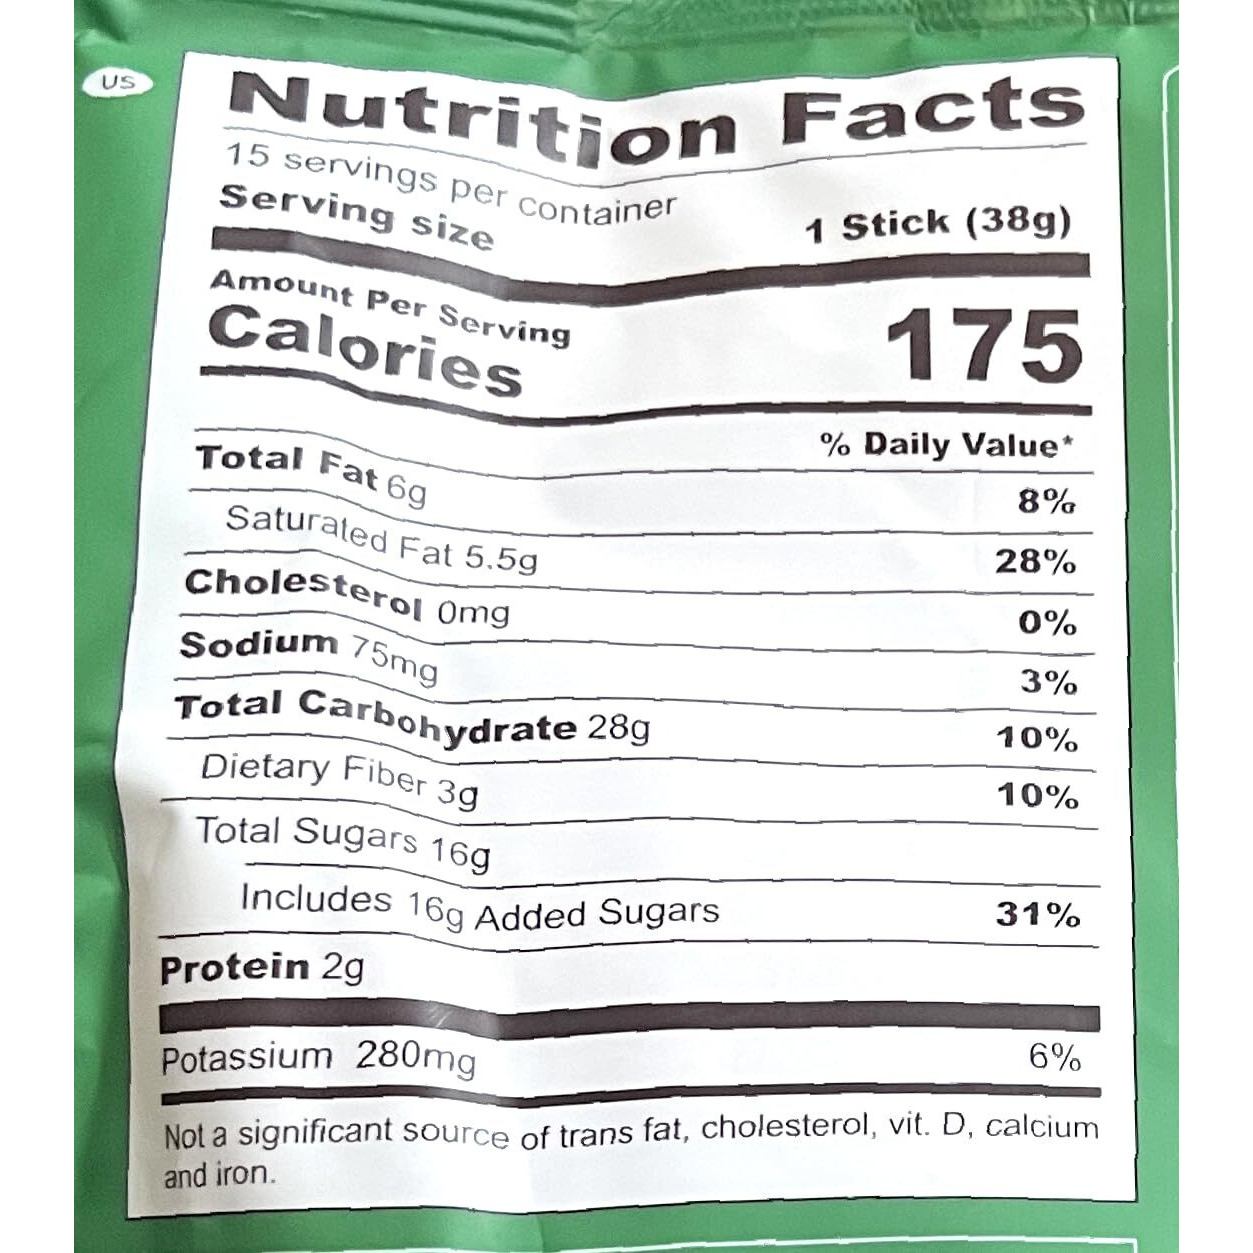 US
Nutrition Facts
15 servings per container
Serving size 1 Stick (38g)
Amount Per Serving
Calories 175
% Daily Value*
Total Fat 6g 8%
Saturated Fat 5.5g 28%
Cholesterol 0mg 0%
Sodium 75mg 3%
Total Carbohydrate 28g 10%
Dietary Fiber 3g 10%
Total Sugars 16g
Includes 16g Added Sugars 31%
Protein 2g
Potassium 280mg 6%
Not a significant source of trans fat, cholesterol, vit. D, calcium
and iron.